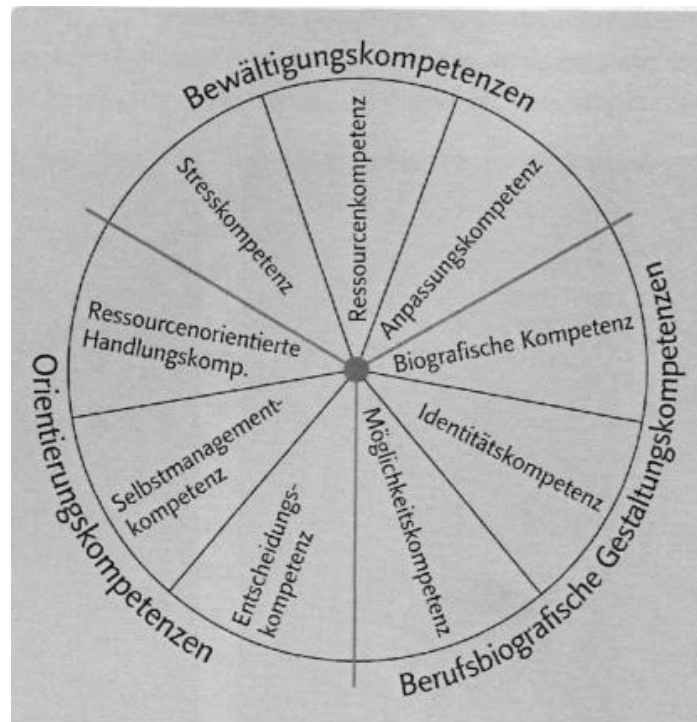 Bewältigungskompetenzen
Stresskompetenz
Ressourcenkompetenz
Anpassungskompetenz
Biografische Kompetenz
Identitätskompetenz
Möglichkeitskompetenz
Berufsbiografische Gestaltungskompetenzen
Entscheidungs-
kompetenz
Selbstmanagement-
kompetenz
Ressourcenorientierte
Handlungskomp.
Orientierungskompetenzen